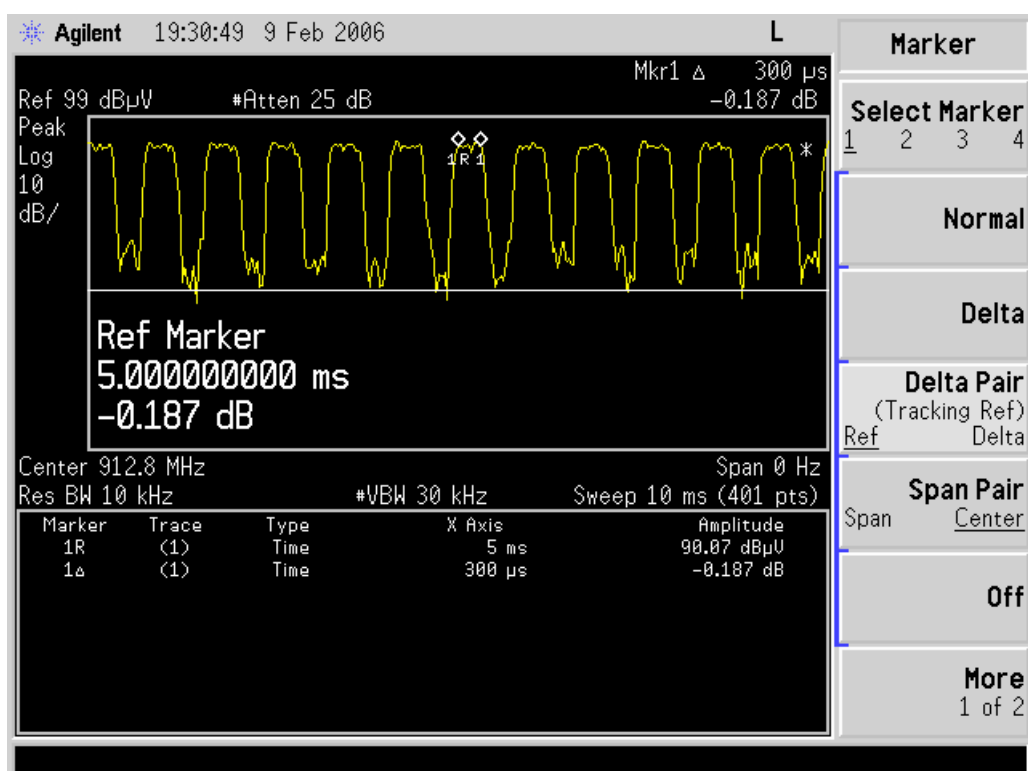 Agilent 19:30:49 9 Feb 2006 L
Mkr1 Δ 300 µs
Ref 99 dBµV #Atten 25 dB -0.187 dB
Peak
Log
10
dB/
1R 1
*
Ref Marker
5.000000000 ms
-0.187 dB
Center 912.8 MHz Span 0 Hz
Res BW 10 kHz #VBW 30 kHz Sweep 10 ms (401 pts)
Marker Trace Type X Axis Amplitude
1R (1) Time 5 ms 90.07 dBµV
1Δ (1) Time 300 µs -0.187 dB
Marker
Select Marker
1 2 3 4
Normal
Delta
Delta Pair
(Tracking Ref)
Ref Delta
Span Pair
Span Center
Off
More
1 of 2